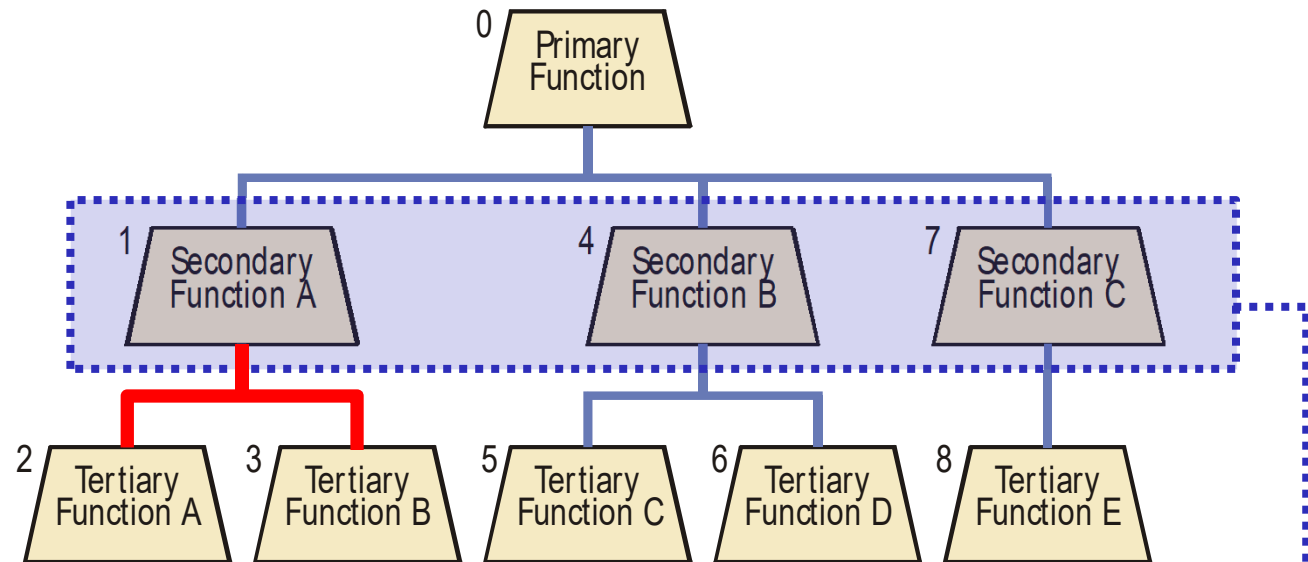 0
Primary
Function
1
Secondary
Function A
4
Secondary
Function B
7
Secondary
Function C
2
Tertiary
Function A
3
Tertiary
Function B
5
Tertiary
Function C
6
Tertiary
Function D
8
Tertiary
Function E